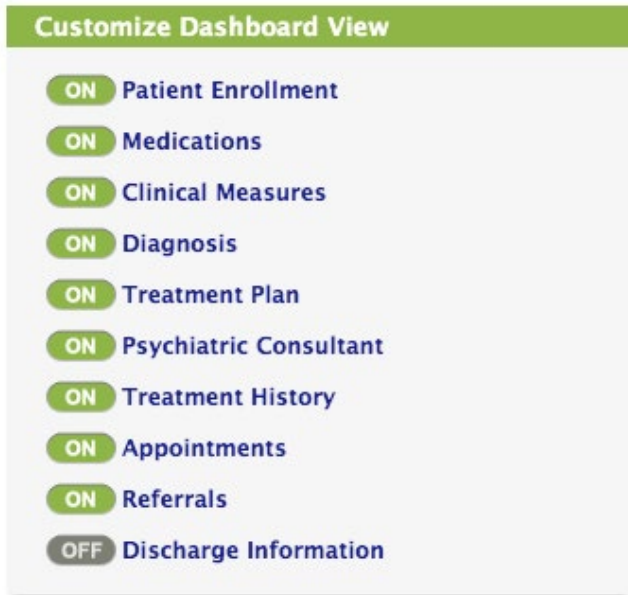 Customize Dashboard View
ON Patient Enrollment
ON Medications
ON Clinical Measures
ON Diagnosis
ON Treatment Plan
ON Psychiatric Consultant
ON Treatment History
ON Appointments
ON Referrals
OFF Discharge Information